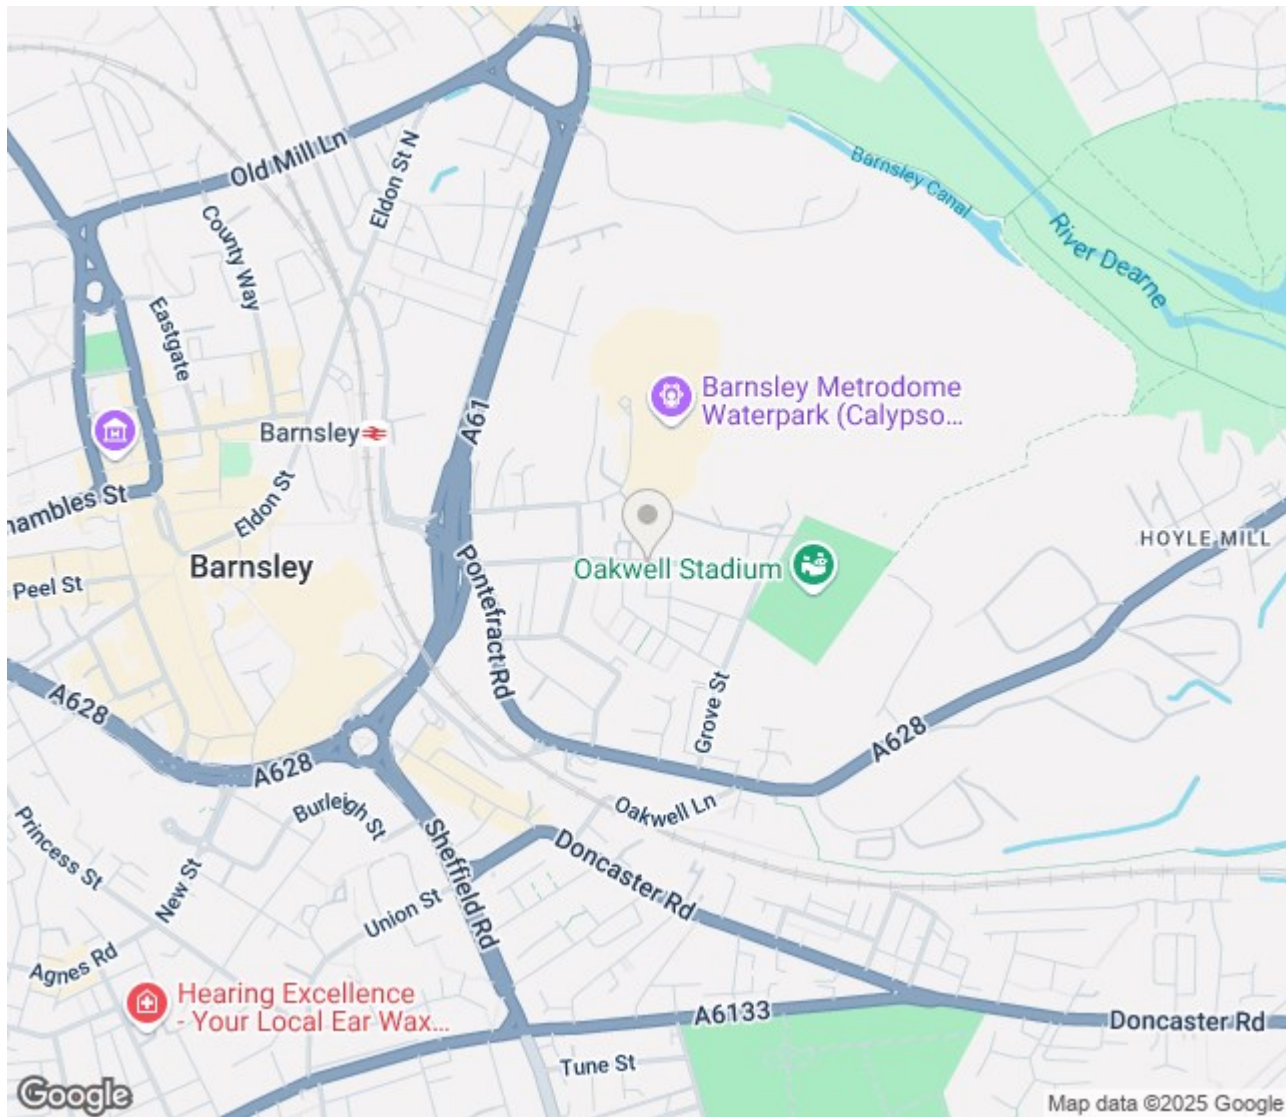 Old Mill Ln
Eldon St N
County Way
Eastgate
A61
Barnsley Canal
River Dearne
Barnsley Metrodome
Waterpark (Calypso...
Barnsley
hambles St
Eldon St
Barnsley
Peel St
Pontefract Rd
Oakwell Stadium
HOYLE MILL
A628
A628
Grove St
A628
Burleigh St
Oakwell Ln
Princess St
New St
Sheffield Rd
Doncaster Rd
Union St
Agnes Rd
Hearing Excellence
- Your Local Ear Wax...
A6133
Doncaster Rd
Tune St
Google
Map data ©2025 Google